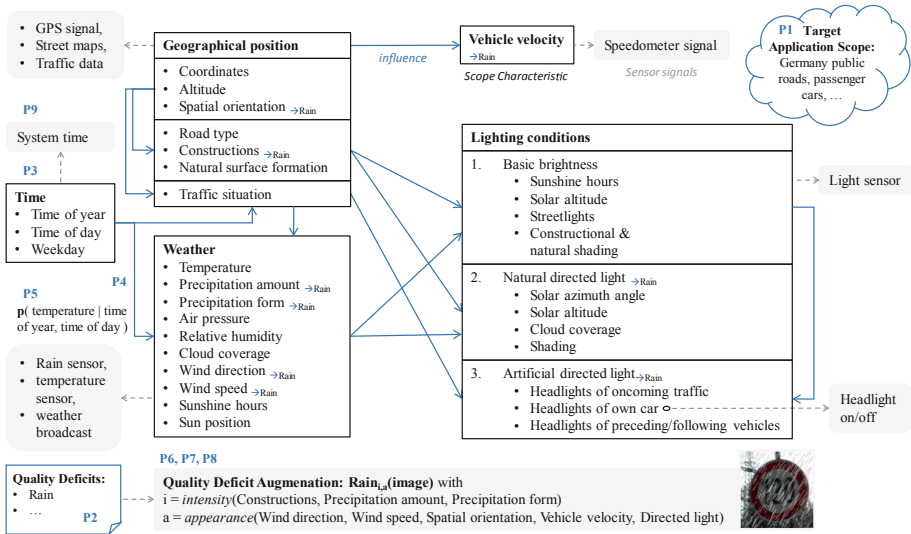 • GPS signal,
• Street maps,
• Traffic data
Geographical position
• Coordinates
• Altitude
• Spatial orientation →Rain
• Road type
• Constructions →Rain
• Natural surface formation
• Traffic situation
influence
Vehicle velocity
→Rain
Scope Characteristic
Speedometer signal
Sensor signals
P1 Target
Application Scope:
Germany public
roads, passenger
cars, …
P9
System time
P3
Time
• Time of year
• Time of day
• Weekday
P4
P5
p( temperature | time
of year, time of day )
• Rain sensor,
• temperature
sensor,
• weather
broadcast
Weather
• Temperature
• Precipitation amount →Rain
• Precipitation form →Rain
• Air pressure
• Relative humidity
• Cloud coverage
• Wind direction →Rain
• Wind speed →Rain
• Sunshine hours
• Sun position
Lighting conditions
1. Basic brightness
• Sunshine hours
• Solar altitude
• Streetlights
• Constructional &
natural shading
2. Natural directed light →Rain
• Solar azimuth angle
• Solar altitude
• Cloud coverage
• Shading
3. Artificial directed light→Rain
• Headlights of oncoming traffic
• Headlights of own car
• Headlights of preceding/following vehicles
Light sensor
Headlight
on/off
Quality Deficits:
• Rain
• …
P2
P6, P7, P8
Quality Deficit Augmenation: Raini,a(image) with
i = intensity(Constructions, Precipitation amount, Precipitation form)
a = appearance(Wind direction, Wind speed, Spatial orientation, Vehicle velocity, Directed light)